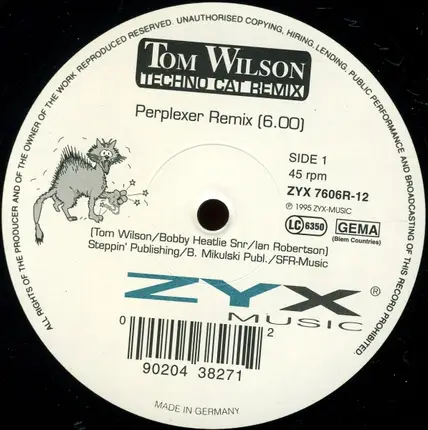 ALL RIGHTS OF THE PRODUCER AND OF THE OWNER OF THE WORK REPRODUCED RESERVED. UNAUTHORISED COPYING, HIRING, LENDING, PUBLIC PERFORMANCE AND BROADCASTING OF THIS RECORD PROHIBITED
TOM WILSON
TECHNO CAT REMIX
Perplexer Remix (6.00)
SIDE 1
45 rpm
ZYX 7606R-12
℗ 1995 ZYX-MUSIC
LC 6350 GEMA
(Biem Countries)
(Tom Wilson/Bobby Heatlie Snr/Ian Robertson)
Steppin' Publishing/B. Mikulski Publ./SFR-Music
ZYX ®
MUSIC
0 2
90204 38271
MADE IN GERMANY